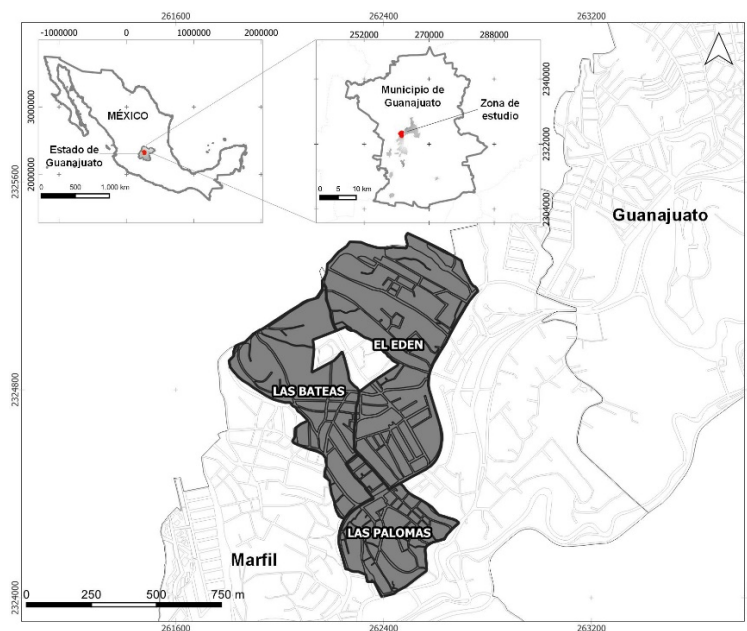 261600
262400
263200
-1000000
0
1000000
2000000
252000
270000
288000
MÉXICO
Estado de
Guanajuato
3000000
2000000
0
500
1.000 km
Municipio de
Guanajuato
Zona de
estudio
0
5
10 km
2340000
2322000
2304000
2325600
2324800
2324000
Guanajuato
EL EDEN
LAS BATEAS
LAS PALOMAS
Marfil
0
250
500
750 m
261600
262400
263200